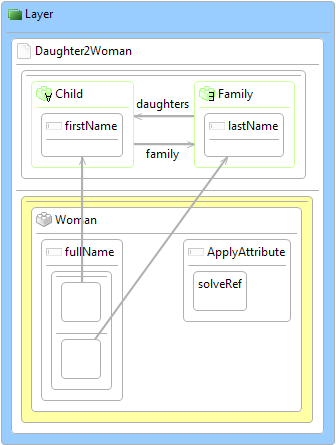 Layer
Daughter2Woman
Child
Family
daughters
firstName
lastName
family
Woman
fullName
ApplyAttribute
solveRef